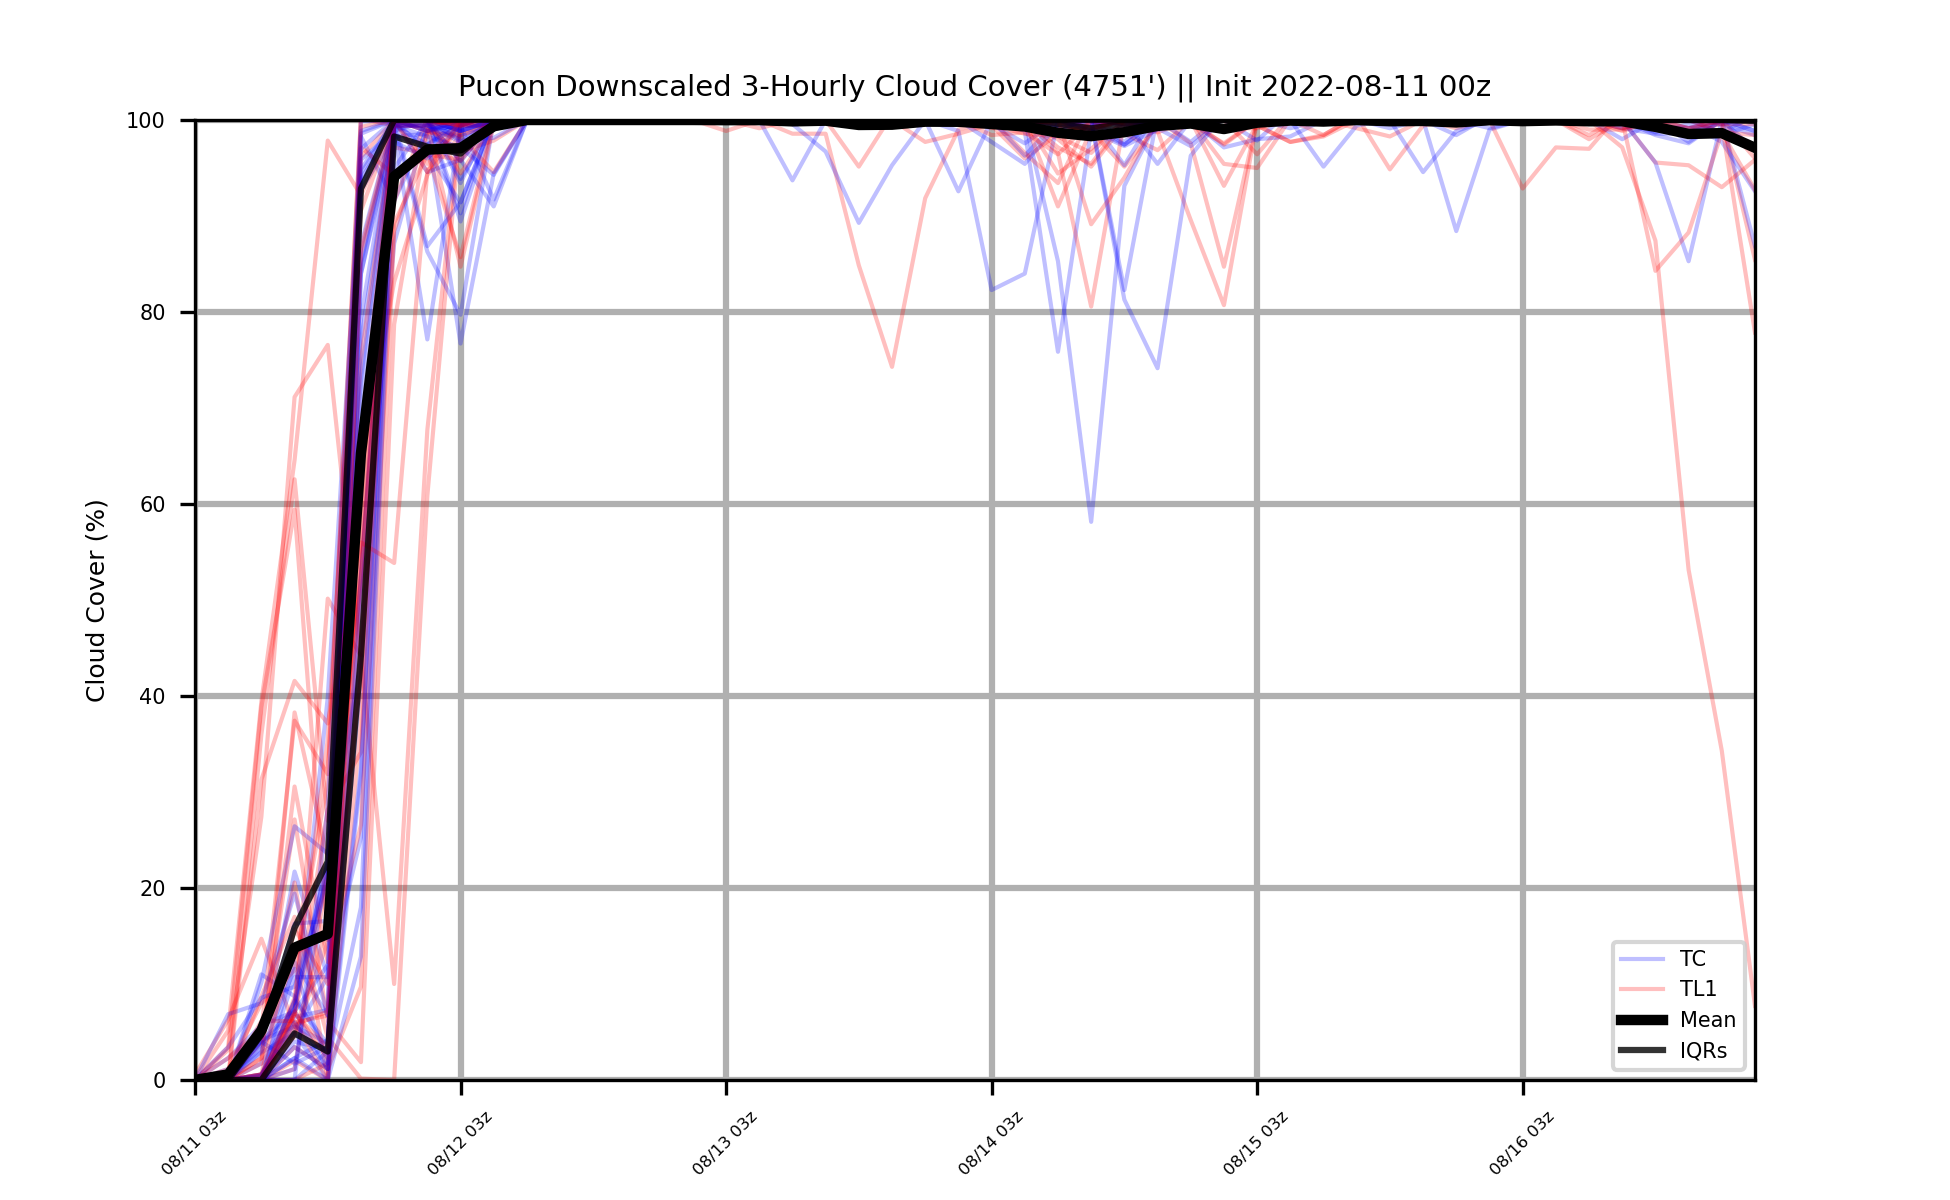 Pucon Downscaled 3-Hourly Cloud Cover (4751') || Init 2022-08-11 00z
Cloud Cover (%)
100
80
60
40
20
0
08/11 03z
08/12 03z
08/13 03z
08/14 03z
08/15 03z
08/16 03z
TC
TL1
Mean
IQRs